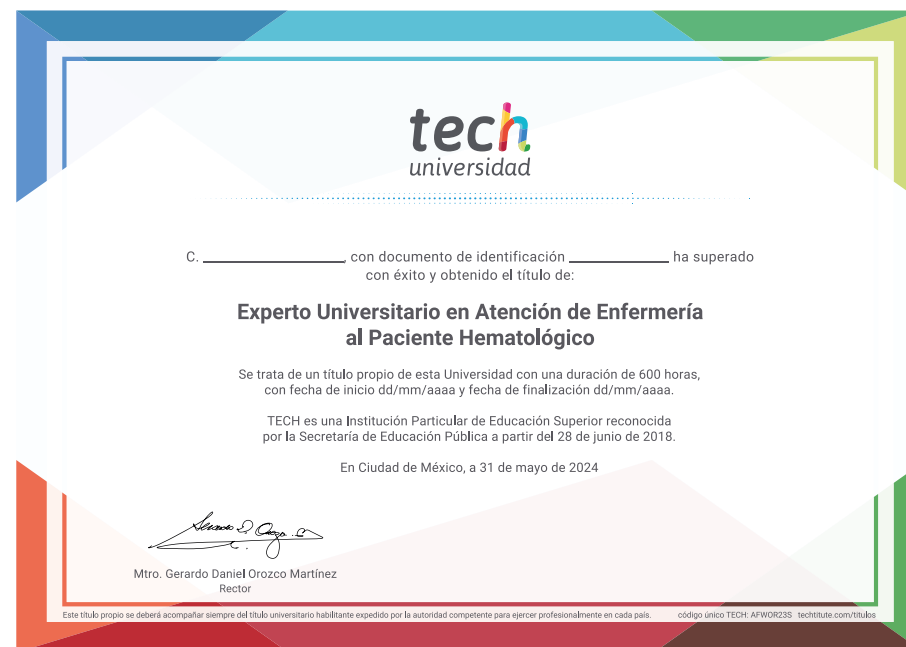 tech
universidad
C. ____________, con documento de identificación ____________ ha superado
con éxito y obtenido el título de:
Experto Universitario en Atención de Enfermería
al Paciente Hematológico
Se trata de un título propio de esta Universidad con una duración de 600 horas,
con fecha de inicio dd/mm/aaaa y fecha de finalización dd/mm/aaaa.
TECH es una Institución Particular de Educación Superior reconocida
por la Secretaría de Educación Pública a partir del 28 de junio de 2018.
En Ciudad de México, a 31 de mayo de 2024
Mtro. Gerardo Daniel Orozco Martínez
Rector
Este título propio se deberá acompañar siempre del título universitario habilitante expedido por la autoridad competente para ejercer profesionalmente en cada país. código único TECH: AFWOR23S techtitute.com/titulos